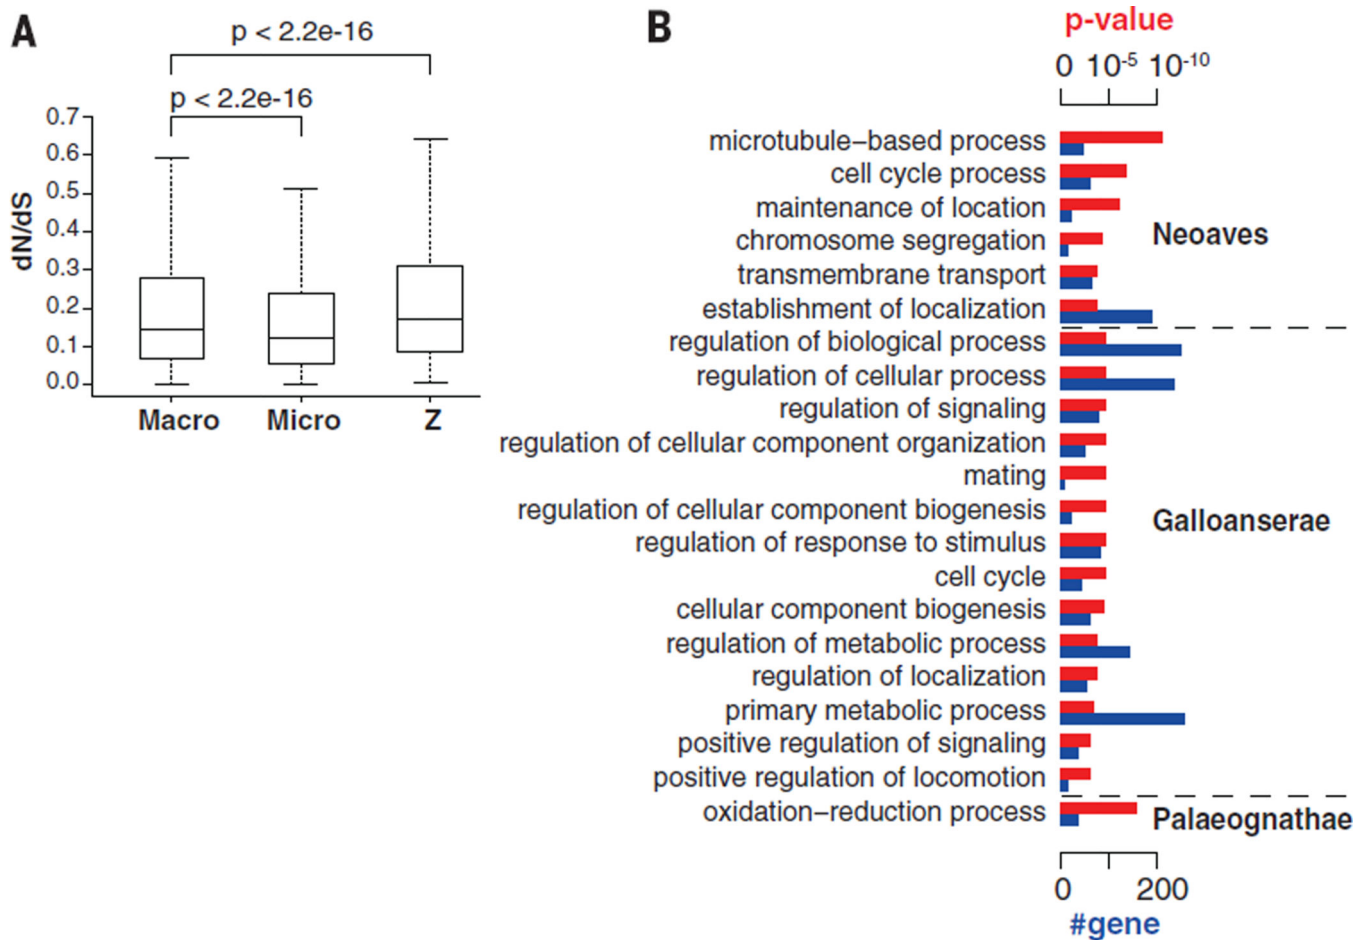 A
p < 2.2e-16
p < 2.2e-16
dN/dS
0.7
0.6
0.5
0.4
0.3
0.2
0.1
0.0
Macro Micro Z
B
p-value
0 10-5 10-10
microtubule–based process
cell cycle process
maintenance of location
chromosome segregation
transmembrane transport
establishment of localization
Neoaves
regulation of biological process
regulation of cellular process
regulation of signaling
regulation of cellular component organization
mating
regulation of cellular component biogenesis
regulation of response to stimulus
cell cycle
cellular component biogenesis
regulation of metabolic process
regulation of localization
primary metabolic process
positive regulation of signaling
positive regulation of locomotion
Galloanserae
oxidation–reduction process
Palaeognathae
0 200
#gene